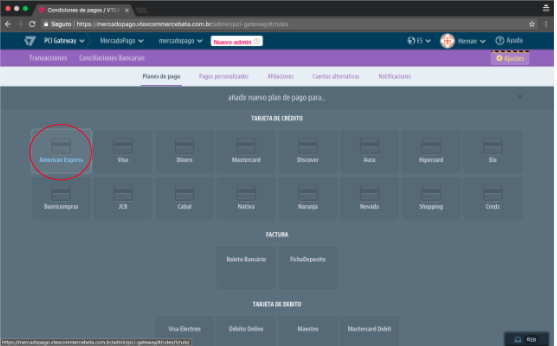 Condiciones de pagos / VTEX
Seguro | https://mercadopago.vtexcommercebeta.com.br/admin/pci-gateway/#/rules
PCI Gateway MercadoPago mercadopago Nuevo admin ES Hernan Ayuda
Transacciones Conciliaciones Bancarias Ajustes
Planes de pago Pagos personalizados Afiliaciones Cuentas alternativas Notificaciones
añadir nuevo plan de pago para...
TARJETA DE CRÉDITO
American Express Visa Diners Mastercard Discover Aura Hipercard Elo
Banricompras JCB Cabal Nativa Naranja Nevada Shopping Credz
FACTURA
Boleto Bancário FichaDeposito
TARJETA DE DEBITO
Visa Electron Débito Online Maestro Mastercard Debit
https://mercadopago.vtexcommercebeta.com.br/admin/pci-gateway/#/rules/1/new/
059